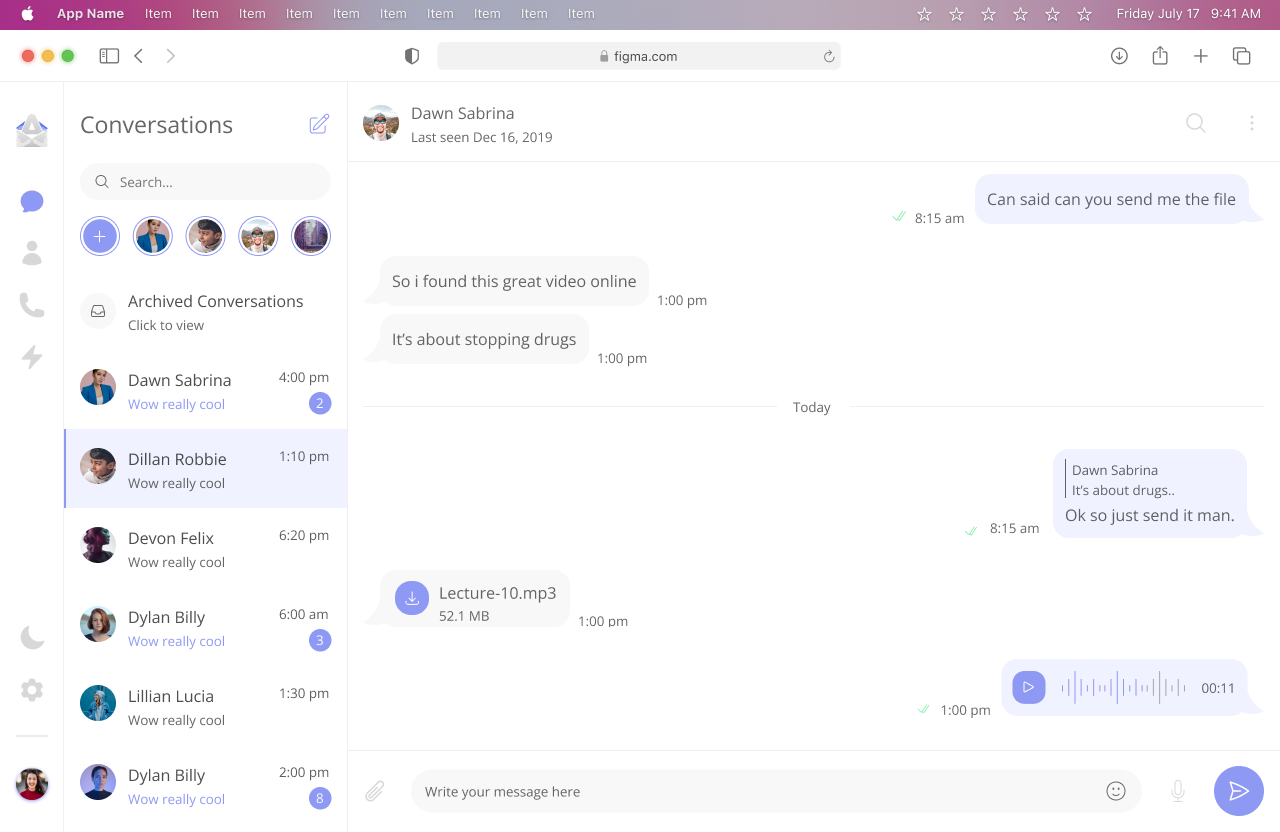 App Name Item Item Item Item Item Item Item Item Item Item Friday July 17 9:41 AM
figma.com
Conversations
Search...
Archived Conversations
Click to view
Dawn Sabrina 4:00 pm
Wow really cool 2
Dillan Robbie 1:10 pm
Wow really cool
Devon Felix 6:20 pm
Wow really cool
Dylan Billy 6:00 am
Wow really cool 3
Lillian Lucia 1:30 pm
Wow really cool
Dylan Billy 2:00 pm
Wow really cool 8
Dawn Sabrina
Last seen Dec 16, 2019
Can said can you send me the file
8:15 am
So i found this great video online
1:00 pm
It’s about stopping drugs
1:00 pm
Today
Dawn Sabrina
It’s about drugs..
Ok so just send it man.
8:15 am
Lecture-10.mp3
52.1 MB
1:00 pm
00:11
1:00 pm
Write your message here